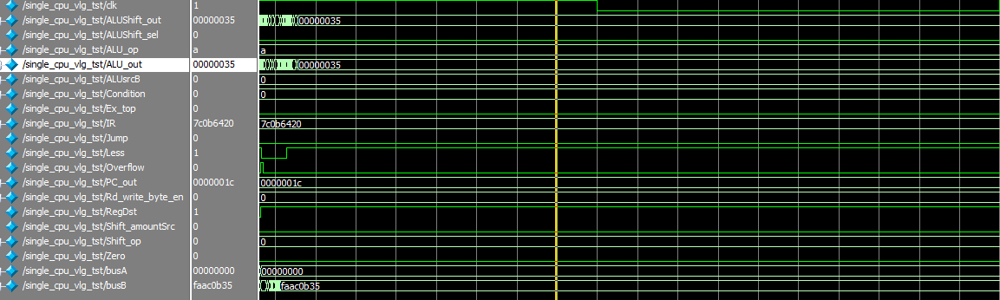 /single_cpu_vlg_tst/clk 1
/single_cpu_vlg_tst/ALUShift_out 00000035 00000035
/single_cpu_vlg_tst/ALUShift_sel 0
/single_cpu_vlg_tst/ALU_op a a
/single_cpu_vlg_tst/ALU_out 00000035 00000035
/single_cpu_vlg_tst/ALUsrcB 0 0
/single_cpu_vlg_tst/Condition 0 0
/single_cpu_vlg_tst/Ex_top 0
/single_cpu_vlg_tst/IR 7c0b6420 7c0b6420
/single_cpu_vlg_tst/Jump 0
/single_cpu_vlg_tst/Less 1
/single_cpu_vlg_tst/Overflow 0
/single_cpu_vlg_tst/PC_out 0000001c 0000001c
/single_cpu_vlg_tst/Rd_write_byte_en 0 0
/single_cpu_vlg_tst/RegDst 1
/single_cpu_vlg_tst/Shift_amountSrc 0
/single_cpu_vlg_tst/Shift_op 0 0
/single_cpu_vlg_tst/Zero 0
/single_cpu_vlg_tst/busA 00000000 00000000
/single_cpu_vlg_tst/busB faac0b35 faac0b35